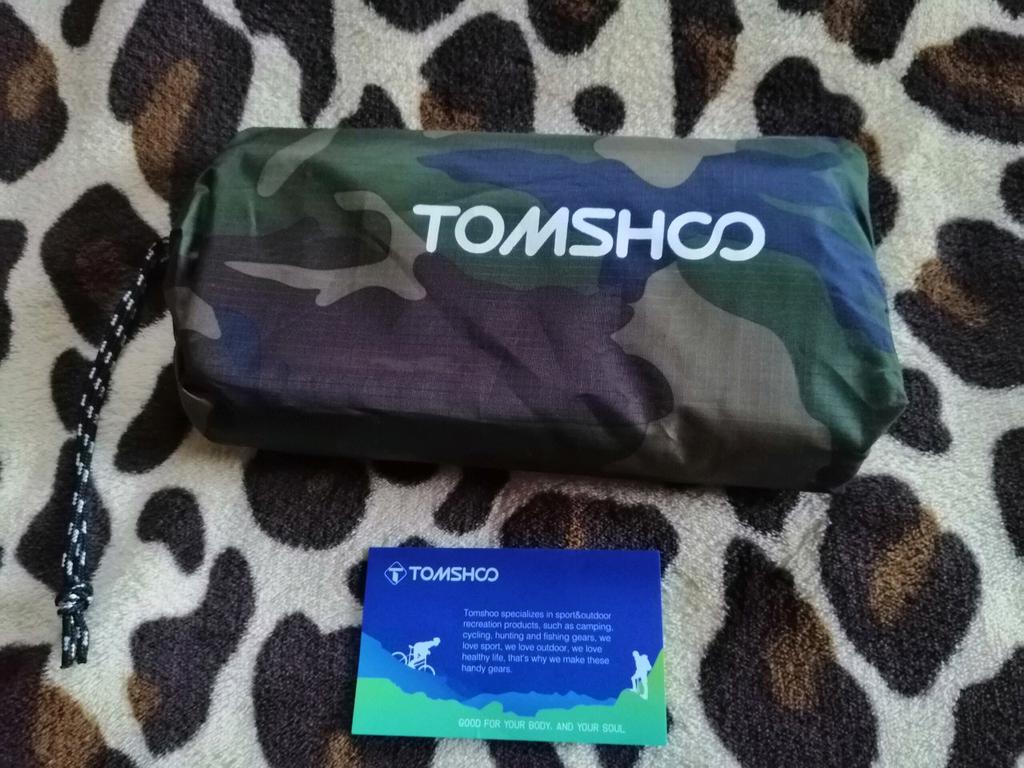 TOMSHOO
TOMSHOO
Tomshoo specializes in sport&outdoor
recreation products, such as camping,
cycling, hunting and fishing gears, we
love sport, we love outdoor, we love
healthy life, that's why we make these
handy gears.
GOOD FOR YOUR BODY. AND YOUR SOUL